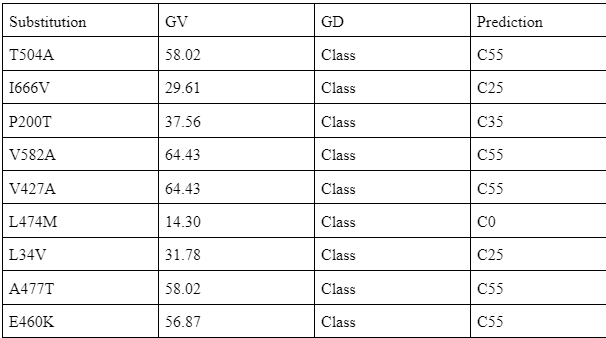 Substitution GV GD Prediction
T504A 58.02 Class C55
I666V 29.61 Class C25
P200T 37.56 Class C35
V582A 64.43 Class C55
V427A 64.43 Class C55
L474M 14.30 Class C0
L34V 31.78 Class C25
A477T 58.02 Class C55
E460K 56.87 Class C55